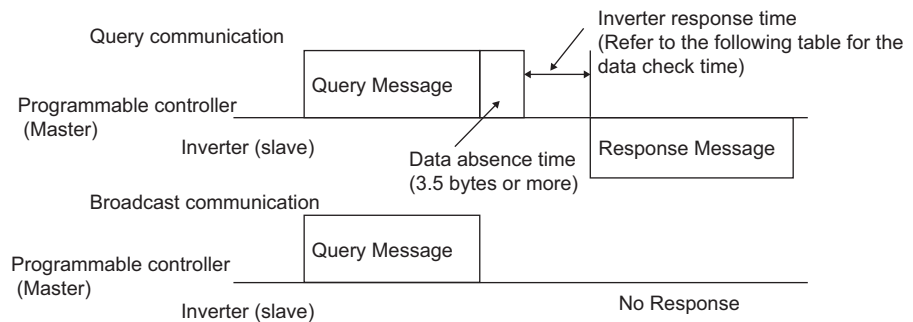 Inverter response time
(Refer to the following table for the
data check time)
Query communication
Query Message
Programmable controller
(Master)
Inverter (slave)
Data absence time
(3.5 bytes or more)
Response Message
Broadcast communication
Query Message
Programmable controller
(Master)
Inverter (slave)
No Response